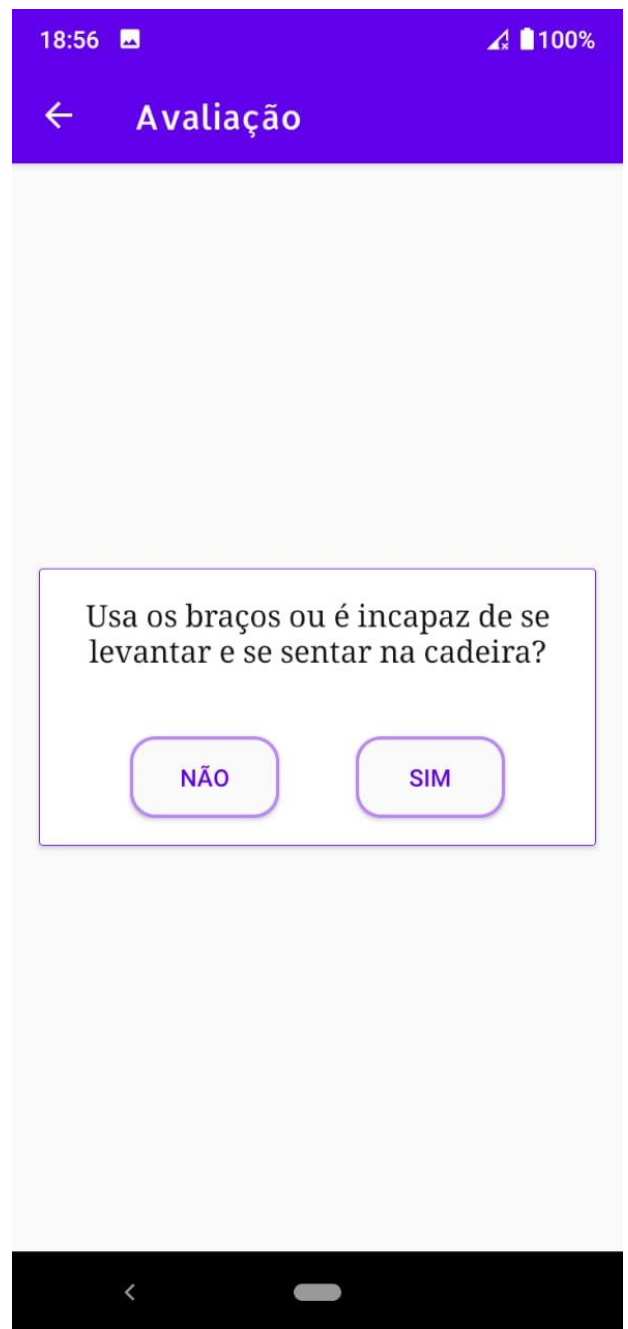 18:56 100%
Avaliação
Usa os braços ou é incapaz de se
levantar e se sentar na cadeira?
NÃO SIM